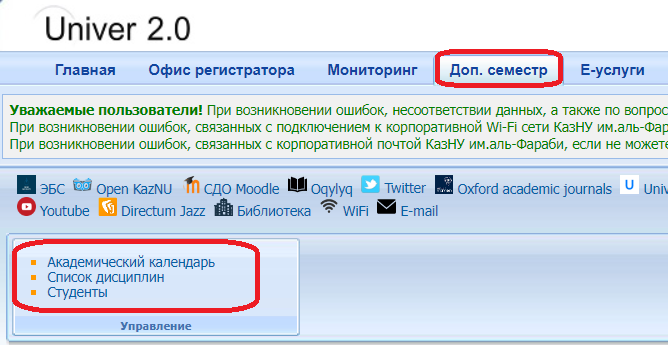 Univer 2.0
Главная Офис регистратора Мониторинг Доп. семестр Е-услуги
Уважаемые пользователи! При возникновении ошибок, несоответствии данных, а также по вопрос
При возникновении ошибок, связанных с подключением к корпоративной Wi-Fi сети КазНУ им.аль-Фараби,
При возникновении ошибок, связанных с корпоративной почтой КазНУ им.аль-Фараби, если не можете
ЭБС Open KazNU СДО Moodle Oqylyq Twitter Oxford academic journals U Univ
Youtube Directum Jazz Библиотека WiFi E-mail
Академический календарь
Список дисциплин
Студенты
Управление